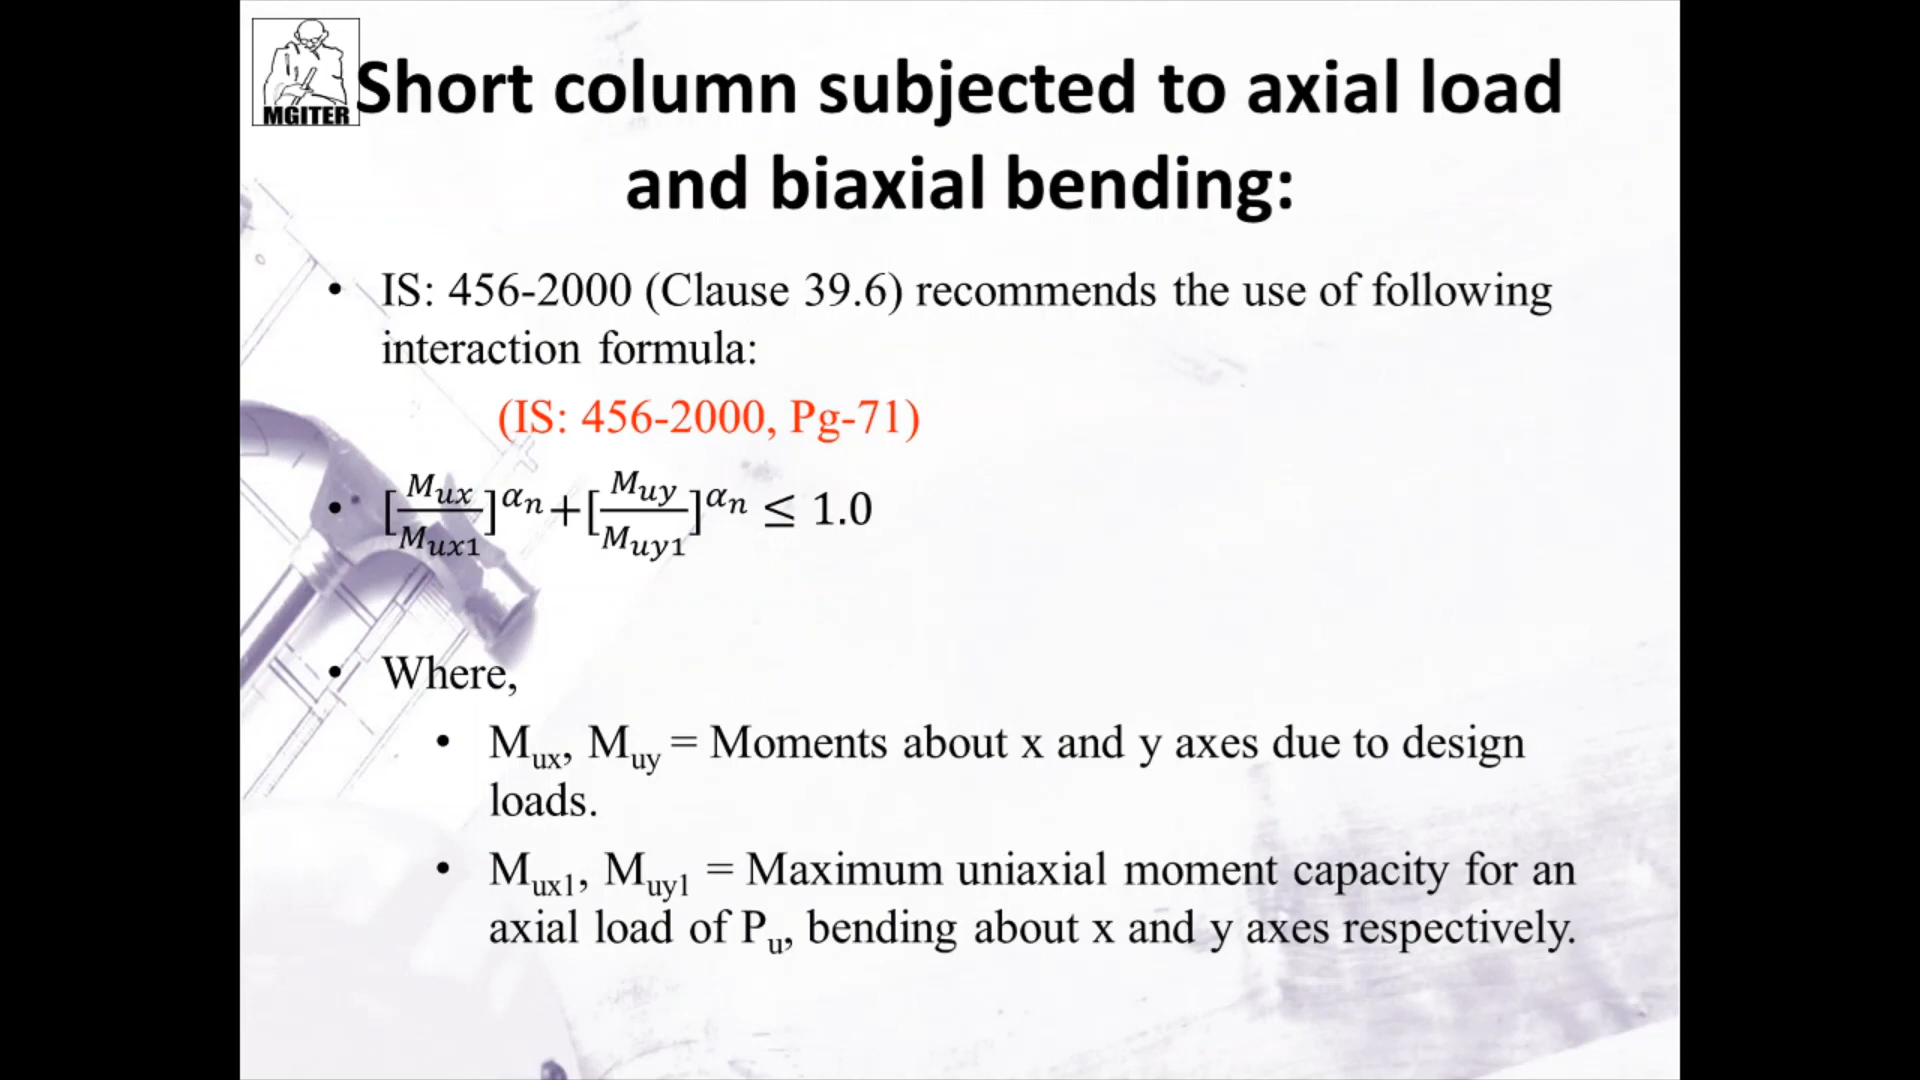 MGITER
Short column subjected to axial load
and biaxial bending:
• IS: 456-2000 (Clause 39.6) recommends the use of following
interaction formula:
(IS: 456-2000, Pg-71)
• [Mux/Mux1]^αn+[Muy/Muy1]^αn ≤ 1.0
• Where,
• Mux, Muy = Moments about x and y axes due to design
loads.
• Mux1, Muy1 = Maximum uniaxial moment capacity for an
axial load of Pu, bending about x and y axes respectively.